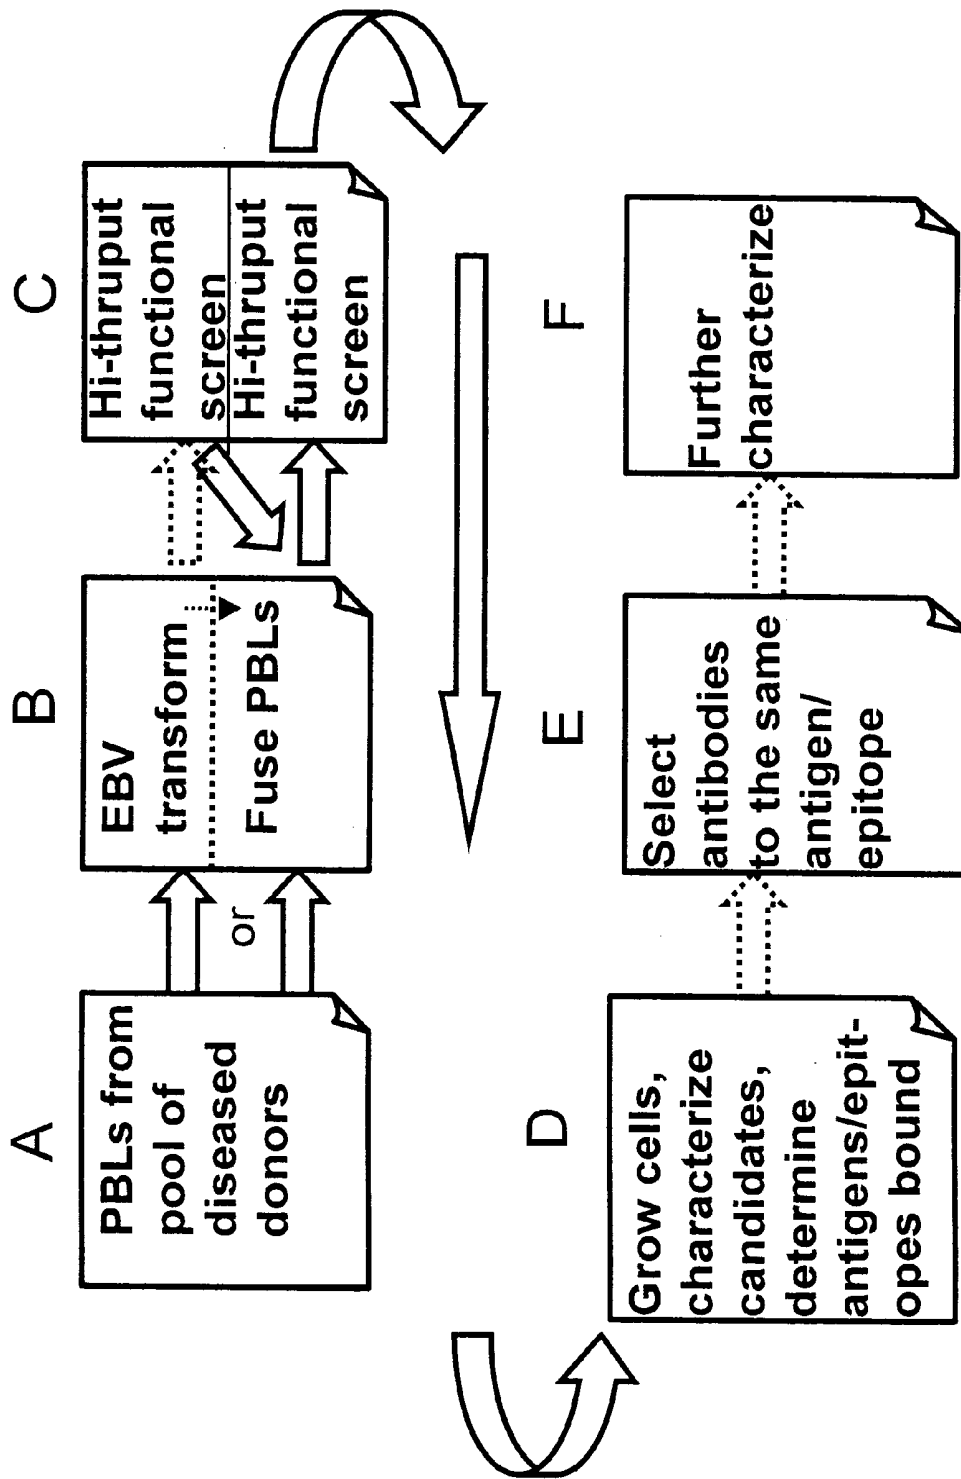 A
PBLs from
pool of
diseased
donors
or
B
EBV
transform
Fuse PBLs
C
Hi-thruput
functional
screen
Hi-thruput
functional
screen
D
Grow cells,
characterize
candidates,
determine
antigens/epit-
opes bound
E
Select
antibodies
to the same
antigen/
epitope
F
Further
characterize